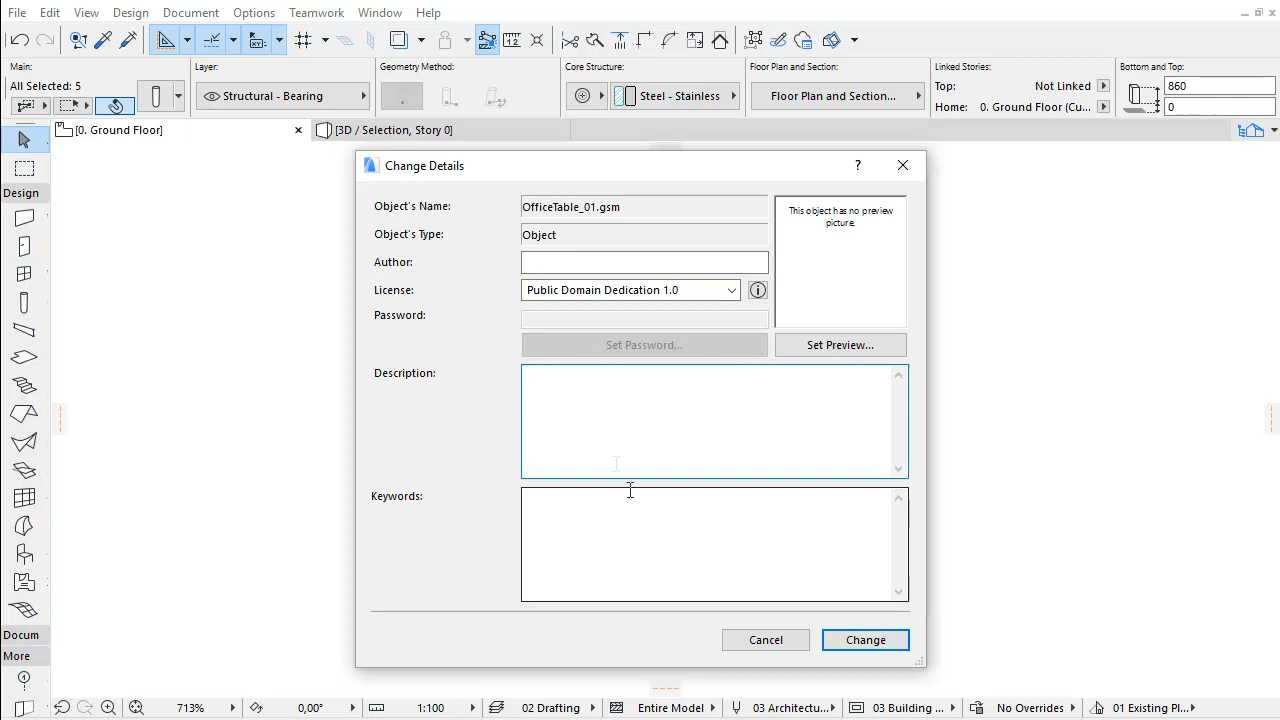 File Edit View Design Document Options Teamwork Window Help
Main: Layer: Geometry Method: Core Structure: Floor Plan and Section: Linked Stories: Bottom and Top:
All Selected: 5 Structural - Bearing Steel - Stainless Floor Plan and Section... Top: Not Linked 860
Home: 0. Ground Floor (Cu... 0
[0. Ground Floor] [3D / Selection, Story 0]
Change Details ?
Design
Object's Name: OfficeTable_01.gsm
This object has no preview
picture.
Object's Type: Object
Author:
License: Public Domain Dedication 1.0
Password:
Set Password... Set Preview...
Description:
Keywords:
Docum
More
Cancel Change
713% 0,00° 1:100 02 Drafting Entire Model 03 Architectu... 03 Building ... No Overrides 01 Existing Pl...